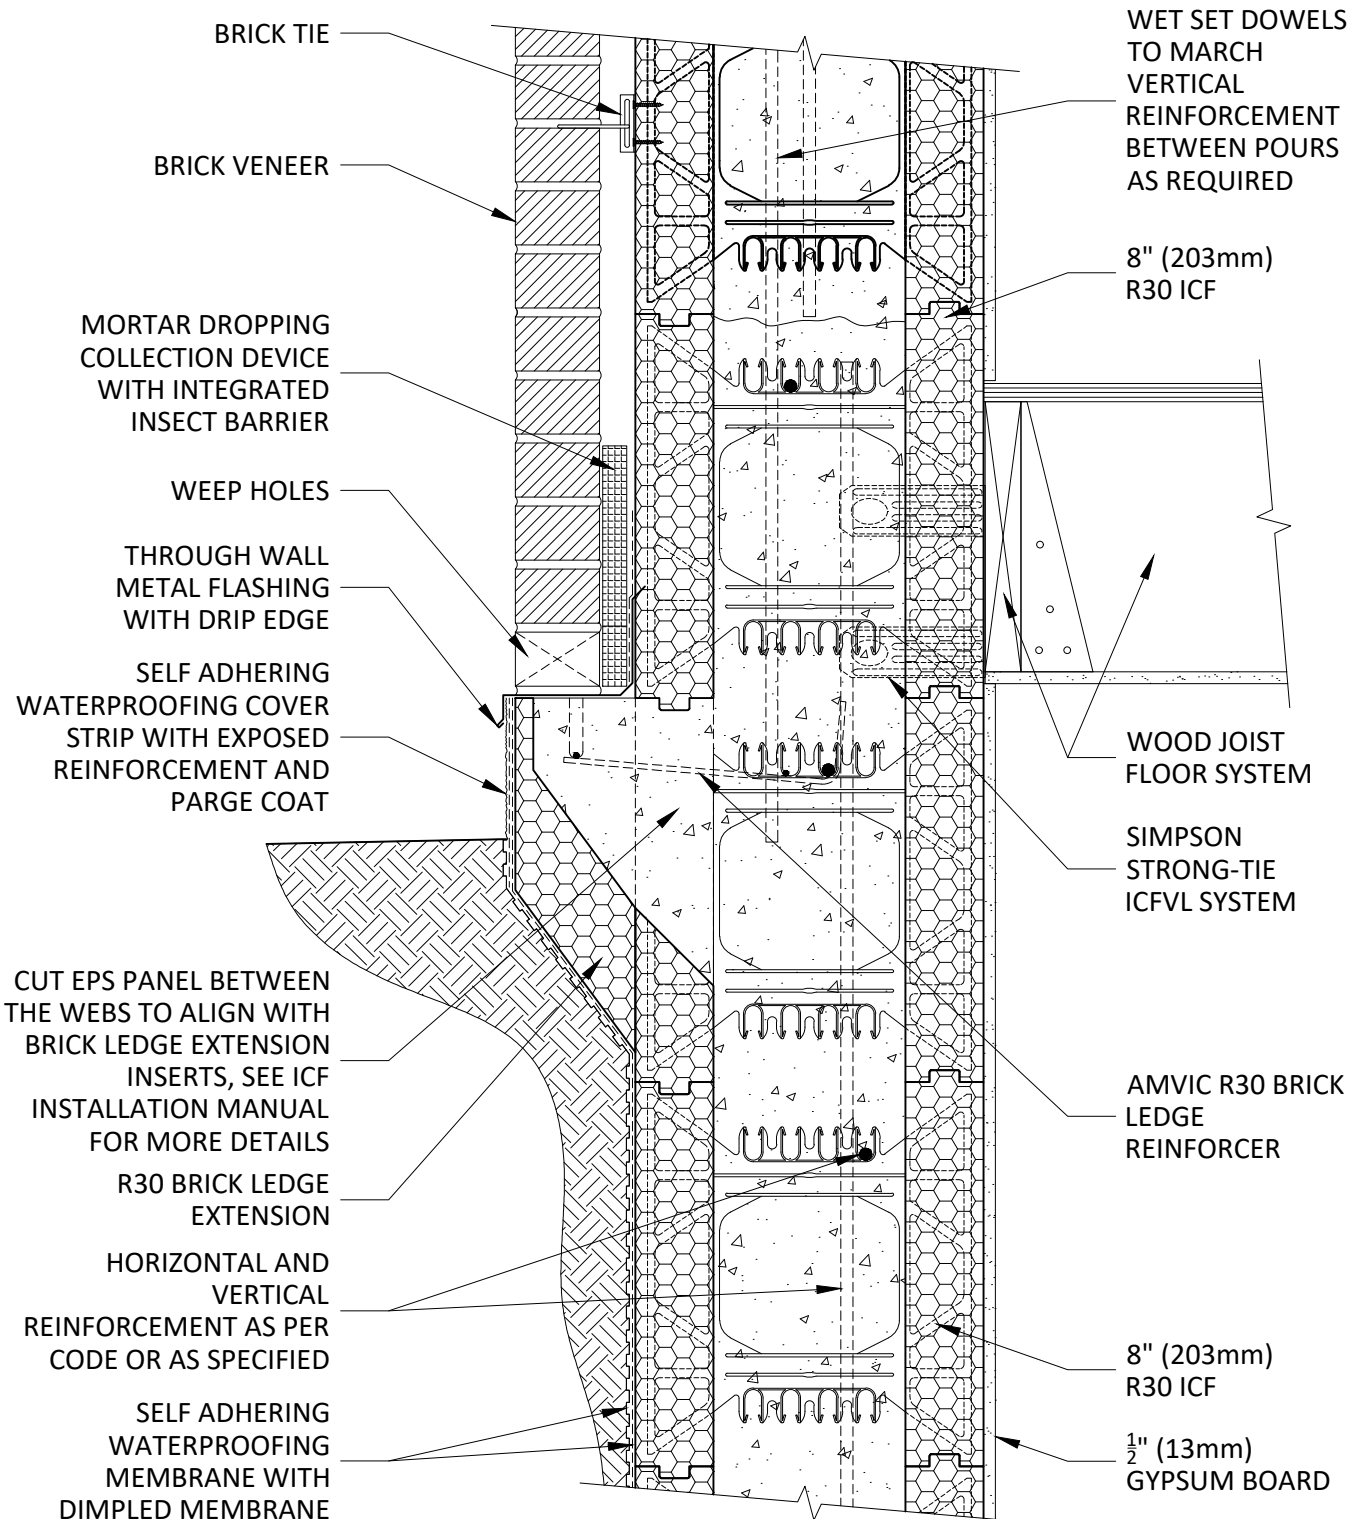 BRICK TIE
BRICK VENEER
MORTAR DROPPING
COLLECTION DEVICE
WITH INTEGRATED
INSECT BARRIER
WEEP HOLES
THROUGH WALL
METAL FLASHING
WITH DRIP EDGE
SELF ADHERING
WATERPROOFING COVER
STRIP WITH EXPOSED
REINFORCEMENT AND
PARGE COAT
CUT EPS PANEL BETWEEN
THE WEBS TO ALIGN WITH
BRICK LEDGE EXTENSION
INSERTS, SEE ICF
INSTALLATION MANUAL
FOR MORE DETAILS
R30 BRICK LEDGE
EXTENSION
HORIZONTAL AND
VERTICAL
REINFORCEMENT AS PER
CODE OR AS SPECIFIED
SELF ADHERING
WATERPROOFING
MEMBRANE WITH
DIMPLED MEMBRANE
WET SET DOWELS
TO MARCH
VERTICAL
REINFORCEMENT
BETWEEN POURS
AS REQUIRED
8" (203mm)
R30 ICF
WOOD JOIST
FLOOR SYSTEM
SIMPSON
STRONG-TIE
ICFVL SYSTEM
AMVIC R30 BRICK
LEDGE
REINFORCER
8" (203mm)
R30 ICF
½" (13mm)
GYPSUM BOARD